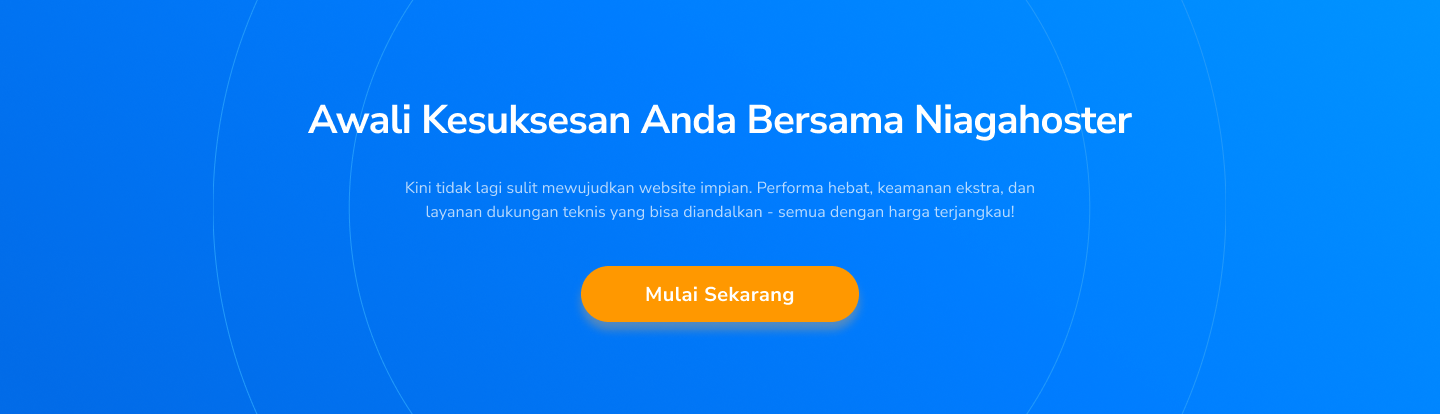 Awali Kesuksesan Anda Bersama Niagahoster
Kini tidak lagi sulit mewujudkan website impian. Performa hebat, keamanan ekstra, dan
layanan dukungan teknis yang bisa diandalkan - semua dengan harga terjangkau!
Mulai Sekarang